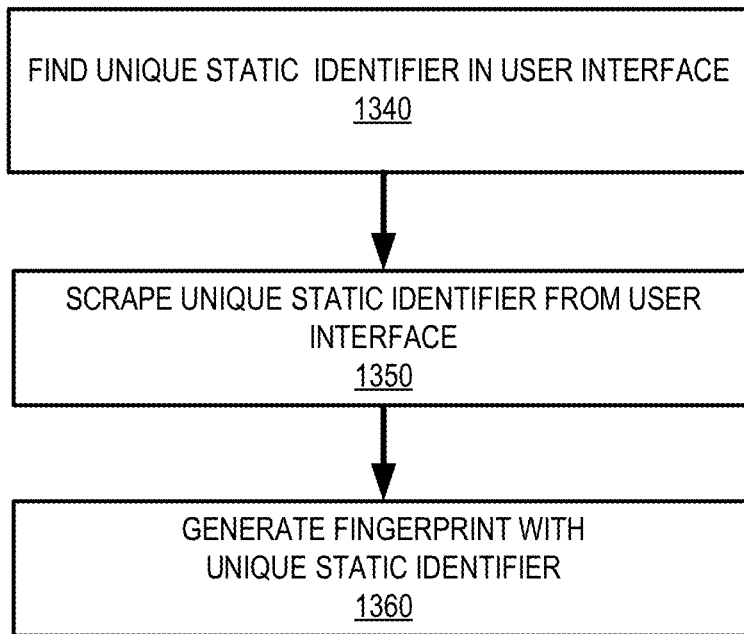 FIND UNIQUE STATIC IDENTIFIER IN USER INTERFACE
1340
SCRAPE UNIQUE STATIC IDENTIFIER FROM USER
INTERFACE
1350
GENERATE FINGERPRINT WITH
UNIQUE STATIC IDENTIFIER
1360